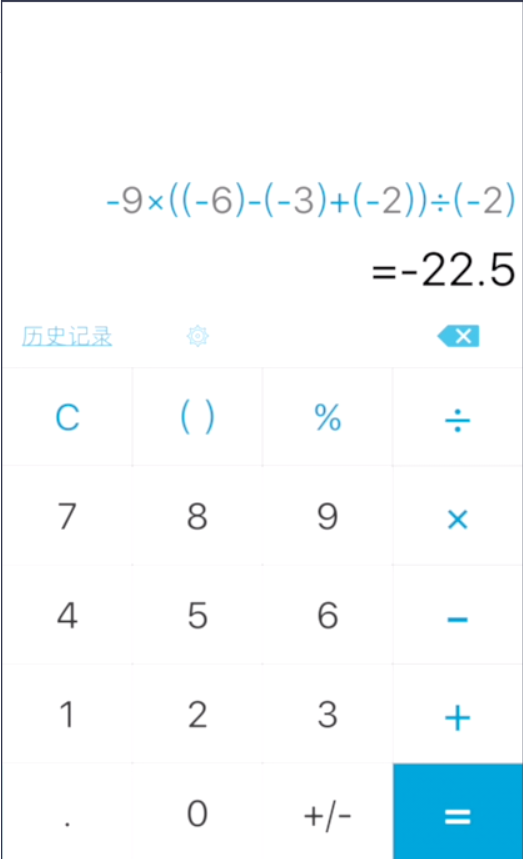 -9×((-6)-(-3)+(-2))÷(-2)
=-22.5
历史记录
C ( ) % ÷
7 8 9 ×
4 5 6 -
1 2 3 +
. 0 +/- =